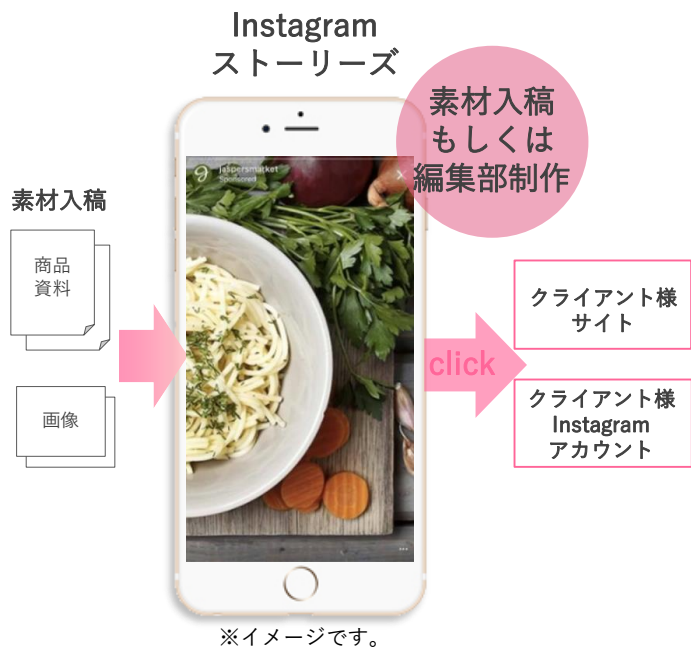 Instagram
ストーリーズ
素材入稿
もしくは
編集部制作
jaspersmarket
Sponsored
素材入稿
商品
資料
画像
click
クライアント様
サイト
クライアント様
Instagram
アカウント
※イメージです。